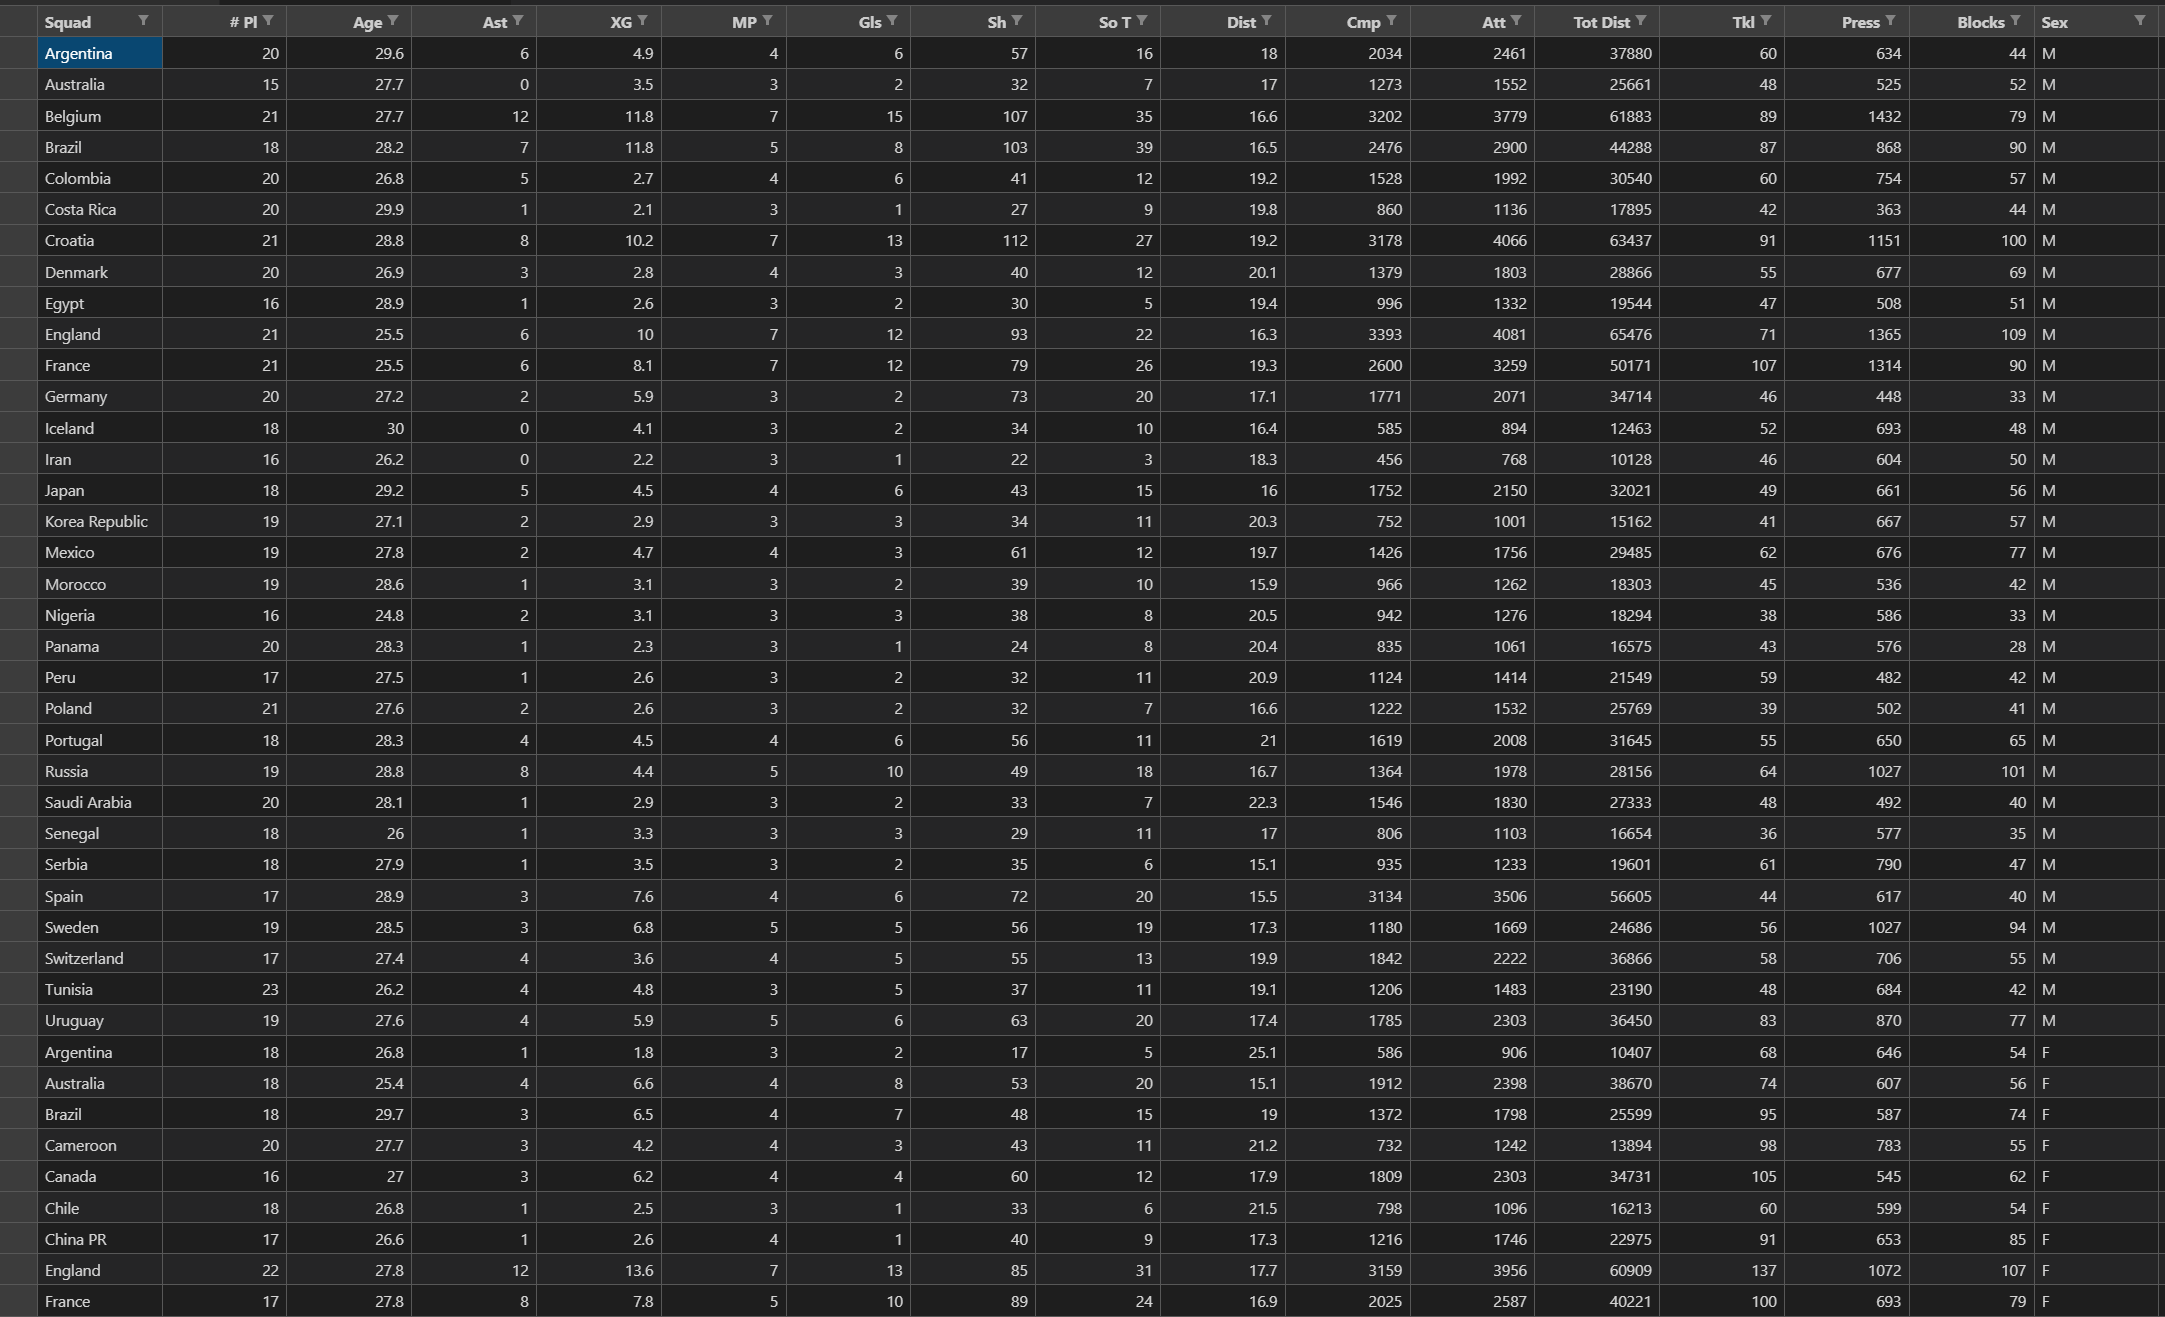 Squad # Pl Age Ast XG MP Gls Sh So T Dist Cmp Att Tot Dist Tkl Press Blocks Sex
Argentina 20 29.6 6 4.9 4 6 57 16 18 2034 2461 37880 60 634 44 M
Australia 15 27.7 0 3.5 3 2 32 7 17 1273 1552 25661 48 525 52 M
Belgium 21 27.7 12 11.8 7 15 107 35 16.6 3202 3779 61883 89 1432 79 M
Brazil 18 28.2 7 11.8 5 8 103 39 16.5 2476 2900 44288 87 868 90 M
Colombia 20 26.8 5 2.7 4 6 41 12 19.2 1528 1992 30540 60 754 57 M
Costa Rica 20 29.9 1 2.1 3 1 27 9 19.8 860 1136 17895 42 363 44 M
Croatia 21 28.8 8 10.2 7 13 112 27 19.2 3178 4066 63437 91 1151 100 M
Denmark 20 26.9 3 2.8 4 3 40 12 20.1 1379 1803 28866 55 677 69 M
Egypt 16 28.9 1 2.6 3 2 30 5 19.4 996 1332 19544 47 508 51 M
England 21 25.5 6 10 7 12 93 22 16.3 3393 4081 65476 71 1365 109 M
France 21 25.5 6 8.1 7 12 79 26 19.3 2600 3259 50171 107 1314 90 M
Germany 20 27.2 2 5.9 3 2 73 20 17.1 1771 2071 34714 46 448 33 M
Iceland 18 30 0 4.1 3 2 34 10 16.4 585 894 12463 52 693 48 M
Iran 16 26.2 0 2.2 3 1 22 3 18.3 456 768 10128 46 604 50 M
Japan 18 29.2 5 4.5 4 6 43 15 16 1752 2150 32021 49 661 56 M
Korea Republic 19 27.1 2 2.9 3 3 34 11 20.3 752 1001 15162 41 667 57 M
Mexico 19 27.8 2 4.7 4 3 61 12 19.7 1426 1756 29485 62 676 77 M
Morocco 19 28.6 1 3.1 3 2 39 10 15.9 966 1262 18303 45 536 42 M
Nigeria 16 24.8 2 3.1 3 3 38 8 20.5 942 1276 18294 38 586 33 M
Panama 20 28.3 1 2.3 3 1 24 8 20.4 835 1061 16575 43 576 28 M
Peru 17 27.5 1 2.6 3 2 32 11 20.9 1124 1414 21549 59 482 42 M
Poland 21 27.6 2 2.6 3 2 32 7 16.6 1222 1532 25769 39 502 41 M
Portugal 18 28.3 4 4.5 4 6 56 11 21 1619 2008 31645 55 650 65 M
Russia 19 28.8 8 4.4 5 10 49 18 16.7 1364 1978 28156 64 1027 101 M
Saudi Arabia 20 28.1 1 2.9 3 2 33 7 22.3 1546 1830 27333 48 492 40 M
Senegal 18 26 1 3.3 3 3 29 11 17 806 1103 16654 36 577 35 M
Serbia 18 27.9 1 3.5 3 2 35 6 15.1 935 1233 19601 61 790 47 M
Spain 17 28.9 3 7.6 4 6 72 20 15.5 3134 3506 56605 44 617 40 M
Sweden 19 28.5 3 6.8 5 5 56 19 17.3 1180 1669 24686 56 1027 94 M
Switzerland 17 27.4 4 3.6 4 5 55 13 19.9 1842 2222 36866 58 706 55 M
Tunisia 23 26.2 4 4.8 3 5 37 11 19.1 1206 1483 23190 48 684 42 M
Uruguay 19 27.6 4 5.9 5 6 63 20 17.4 1785 2303 36450 83 870 77 M
Argentina 18 26.8 1 1.8 3 2 17 5 25.1 586 906 10407 68 646 54 F
Australia 18 25.4 4 6.6 4 8 53 20 15.1 1912 2398 38670 74 607 56 F
Brazil 18 29.7 3 6.5 4 7 48 15 19 1372 1798 25599 95 587 74 F
Cameroon 20 27.7 3 4.2 4 3 43 11 21.2 732 1242 13894 98 783 55 F
Canada 16 27 3 6.2 4 4 60 12 17.9 1809 2303 34731 105 545 62 F
Chile 18 26.8 1 2.5 3 1 33 6 21.5 798 1096 16213 60 599 54 F
China PR 17 26.6 1 2.6 4 1 40 9 17.3 1216 1746 22975 91 653 85 F
England 22 27.8 12 13.6 7 13 85 31 17.7 3159 3956 60909 137 1072 107 F
France 17 27.8 8 7.8 5 10 89 24 16.9 2025 2587 40221 100 693 79 F